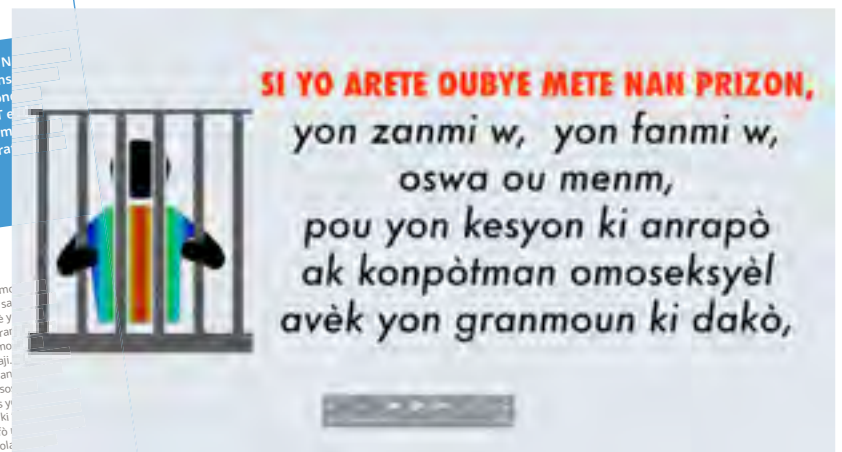 SI YO ARETE OUBYE METE NAN PRIZON,
yon zanmi w, yon fanmi w,
oswa ou menm,
pou yon kesyon ki anrapò
ak konpòtman omoseksyèl
avèk yon granmoun ki dakò,